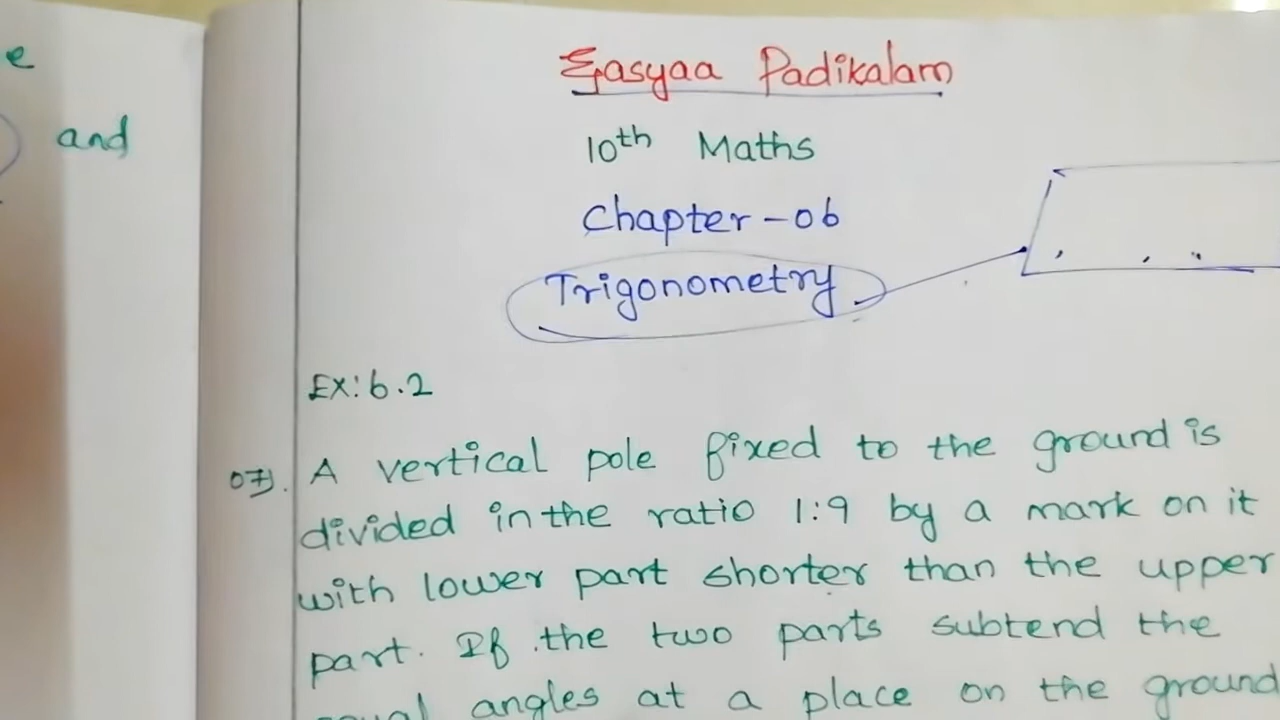 e
and
Easyaa Padikalam
10th Maths
Chapter-06
Trigonometry
EX:6.2
07). A vertical pole fixed to the ground is
divided in the ratio 1:9 by a mark on it
with lower part shorter than the upper
part. If the two parts subtend the
equal angles at a place on the ground